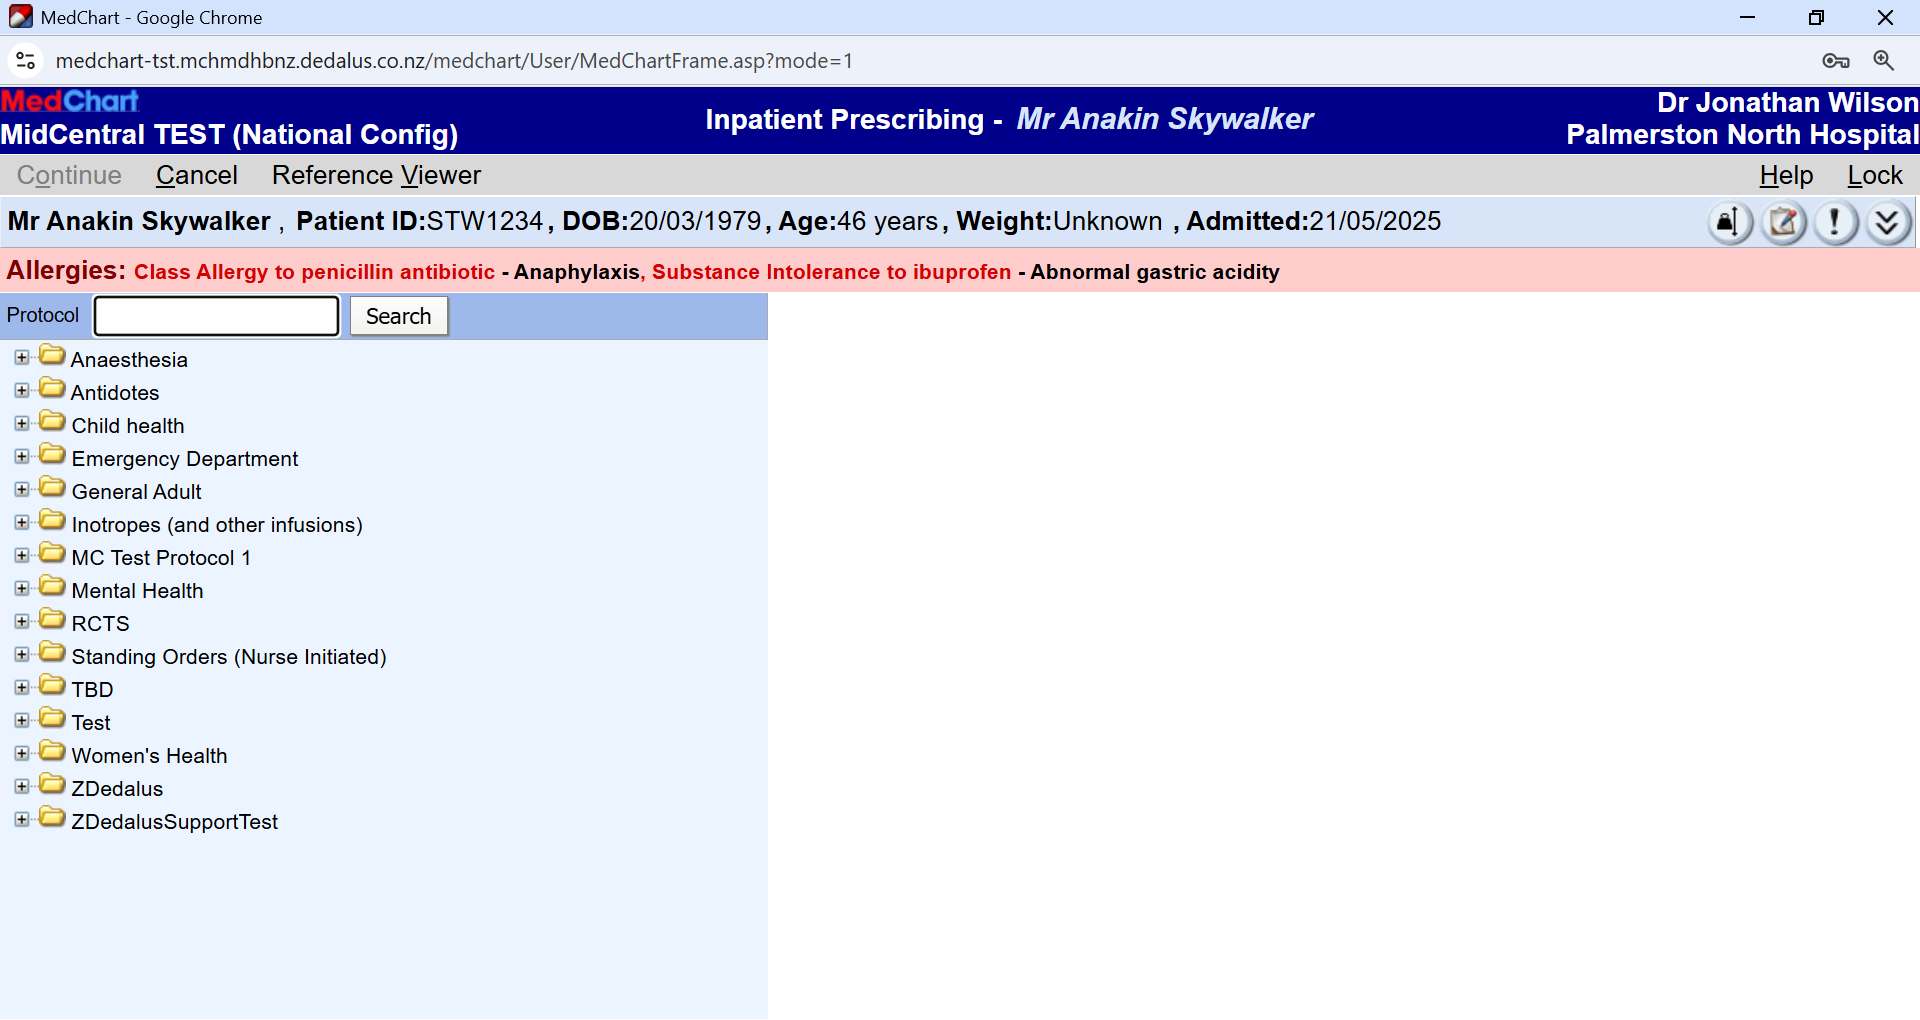 MedChart - Google Chrome
medchart-tst.mchmdhbnz.dedalus.co.nz/medchart/User/MedChartFrame.asp?mode=1
MedChart
MidCentral TEST (National Config)
Inpatient Prescribing - Mr Anakin Skywalker
Dr Jonathan Wilson
Palmerston North Hospital
Continue Cancel Reference Viewer Help Lock
Mr Anakin Skywalker , Patient ID:STW1234, DOB:20/03/1979, Age:46 years, Weight:Unknown , Admitted:21/05/2025
Allergies: Class Allergy to penicillin antibiotic - Anaphylaxis, Substance Intolerance to ibuprofen - Abnormal gastric acidity
Protocol Search
Anaesthesia
Antidotes
Child health
Emergency Department
General Adult
Inotropes (and other infusions)
MC Test Protocol 1
Mental Health
RCTS
Standing Orders (Nurse Initiated)
TBD
Test
Women's Health
ZDedalus
ZDedalusSupportTest